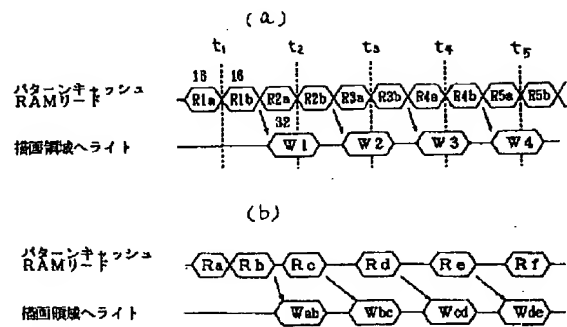 (a)
t1 t2 t3 t4 t5
16 16
パターンキャッシュ
RAMリード
R1a R1b R2a R2b R3a R3b R4a R4b R5a R5b
32
描画領域へライト
W1 W2 W3 W4
(b)
パターンキャッシュ
RAMリード
Ra Rb Rc Rd Re Rf
描画領域へライト
Wab Wbc Wcd Wde